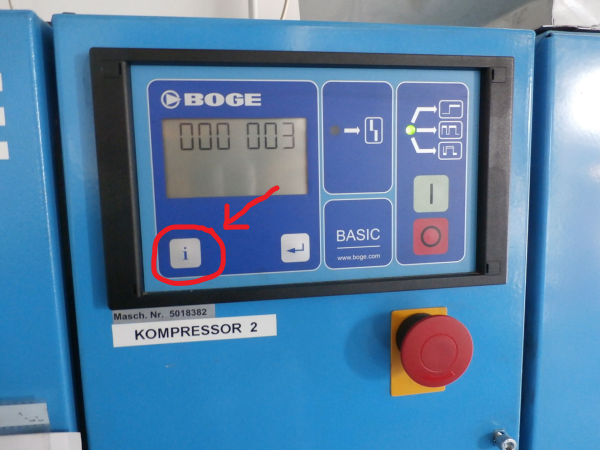 BOGE
000 003
i
BASIC
www.boge.com
Masch. Nr. 5018382
KOMPRESSOR 2